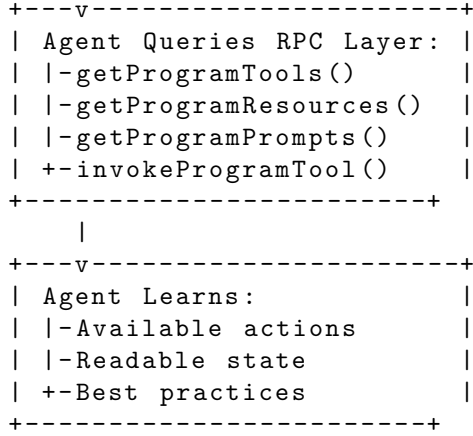 +---v----------------------+
| Agent Queries RPC Layer: |
| |-getProgramTools()      |
| |-getProgramResources()  |
| |-getProgramPrompts()    |
| +-invokeProgramTool()    |
+-------------------------+
    |
+---v----------------------+
| Agent Learns:            |
| |-Available actions      |
| |-Readable state         |
| +-Best practices         |
+-------------------------+